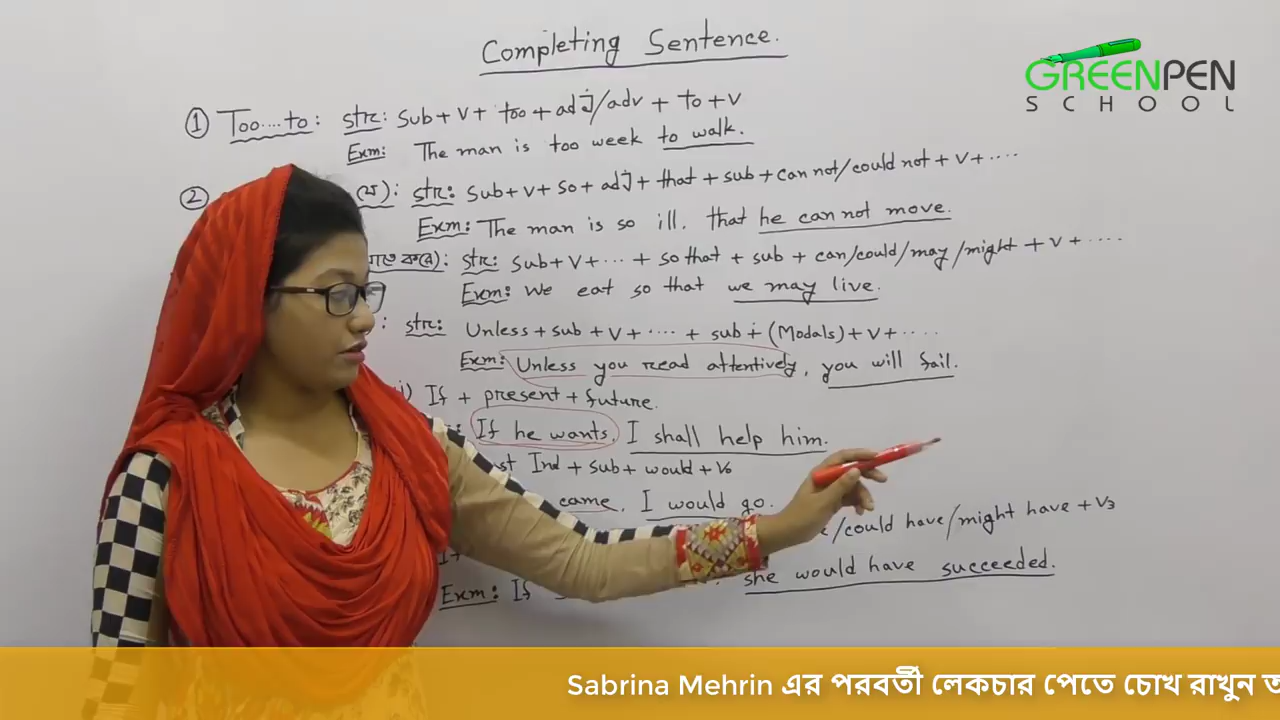 Completing Sentence.
GREENPEN
SCHOOL
① Too....to: str: Sub + V + too + adj/adv + to + V
Exm: The man is too week to walk.
② (যে): str: Sub + V + so + adj + that + sub + can not/could not + V + ....
Exm: The man is so ill. that he cannot move.
যাতে করে): str: Sub + V + ... + so that + sub + can/could/may/might + V + ....
Exm: We eat so that we may live.
: str: Unless + sub + V + .... + sub + (Modals) + V + ....
Exm: Unless you read attentively, you will fail.
i) If + present + future.
: If he wants, I shall help him.
st Ind + sub + would + V₀
came, I would go.
/could have/might have + V₃
Exm: If she would have succeeded.
Sabrina Mehrin এর পরবর্তী লেকচার পেতে চোখ রাখুন